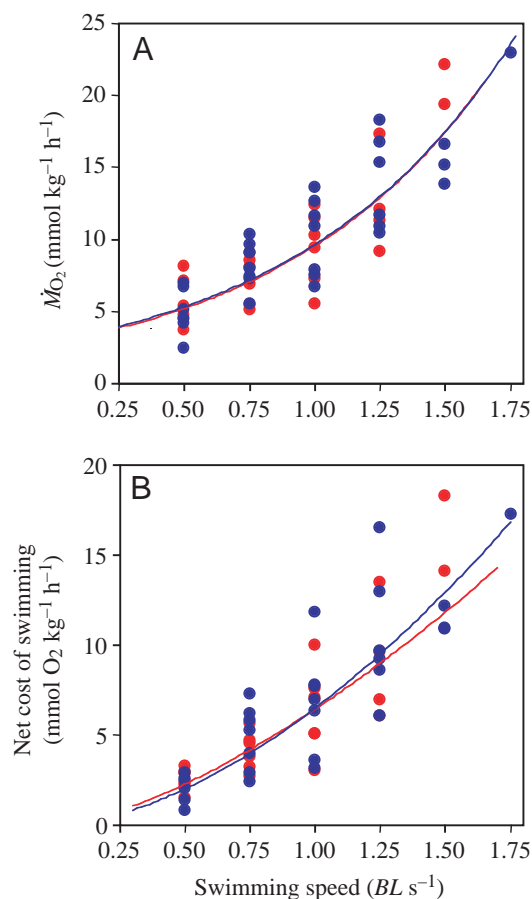 A
25
20
15
10
5
0
ṀO₂ (mmol kg⁻¹ h⁻¹)
0.25 0.50 0.75 1.00 1.25 1.50 1.75
B
20
15
10
5
0
Net cost of swimming
(mmol O₂ kg⁻¹ h⁻¹)
0.25 0.50 0.75 1.00 1.25 1.50 1.75
Swimming speed (BL s⁻¹)